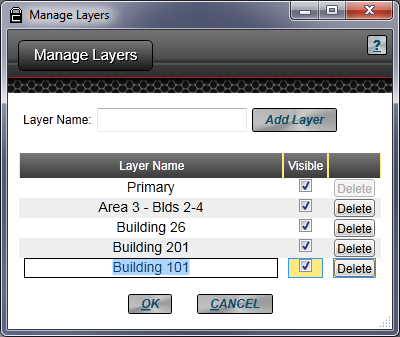 Manage Layers
Manage Layers
?
Layer Name: Add Layer
Layer Name Visible
Primary Delete
Area 3 - Blds 2-4 Delete
Building 26 Delete
Building 201 Delete
Building 101 Delete
OK CANCEL